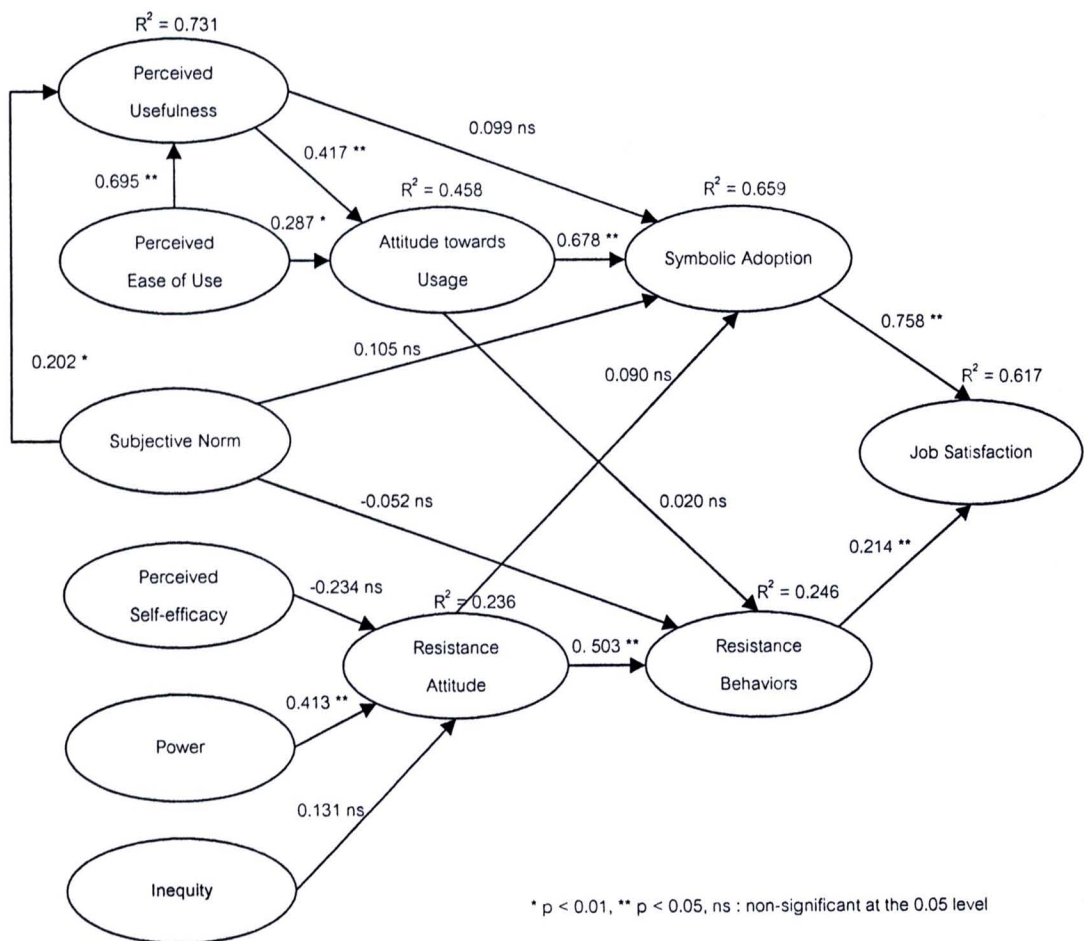 R² = 0.731
Perceived
Usefulness
0.099 ns
0.417 **
0.695 **
R² = 0.458
R² = 0.659
0.287 *
Perceived
Ease of Use
Attitude towards
Usage
0.678 **
Symbolic Adoption
0.758 **
0.202 *
0.105 ns
0.090 ns
R² = 0.617
Subjective Norm
Job Satisfaction
-0.052 ns
0.020 ns
0.214 **
Perceived
Self-efficacy
-0.234 ns
R² = 0.236
R² = 0.246
Resistance
Attitude
0. 503 **
Resistance
Behaviors
0.413 **
Power
0.131 ns
Inequity
* p < 0.01, ** p < 0.05, ns : non-significant at the 0.05 level